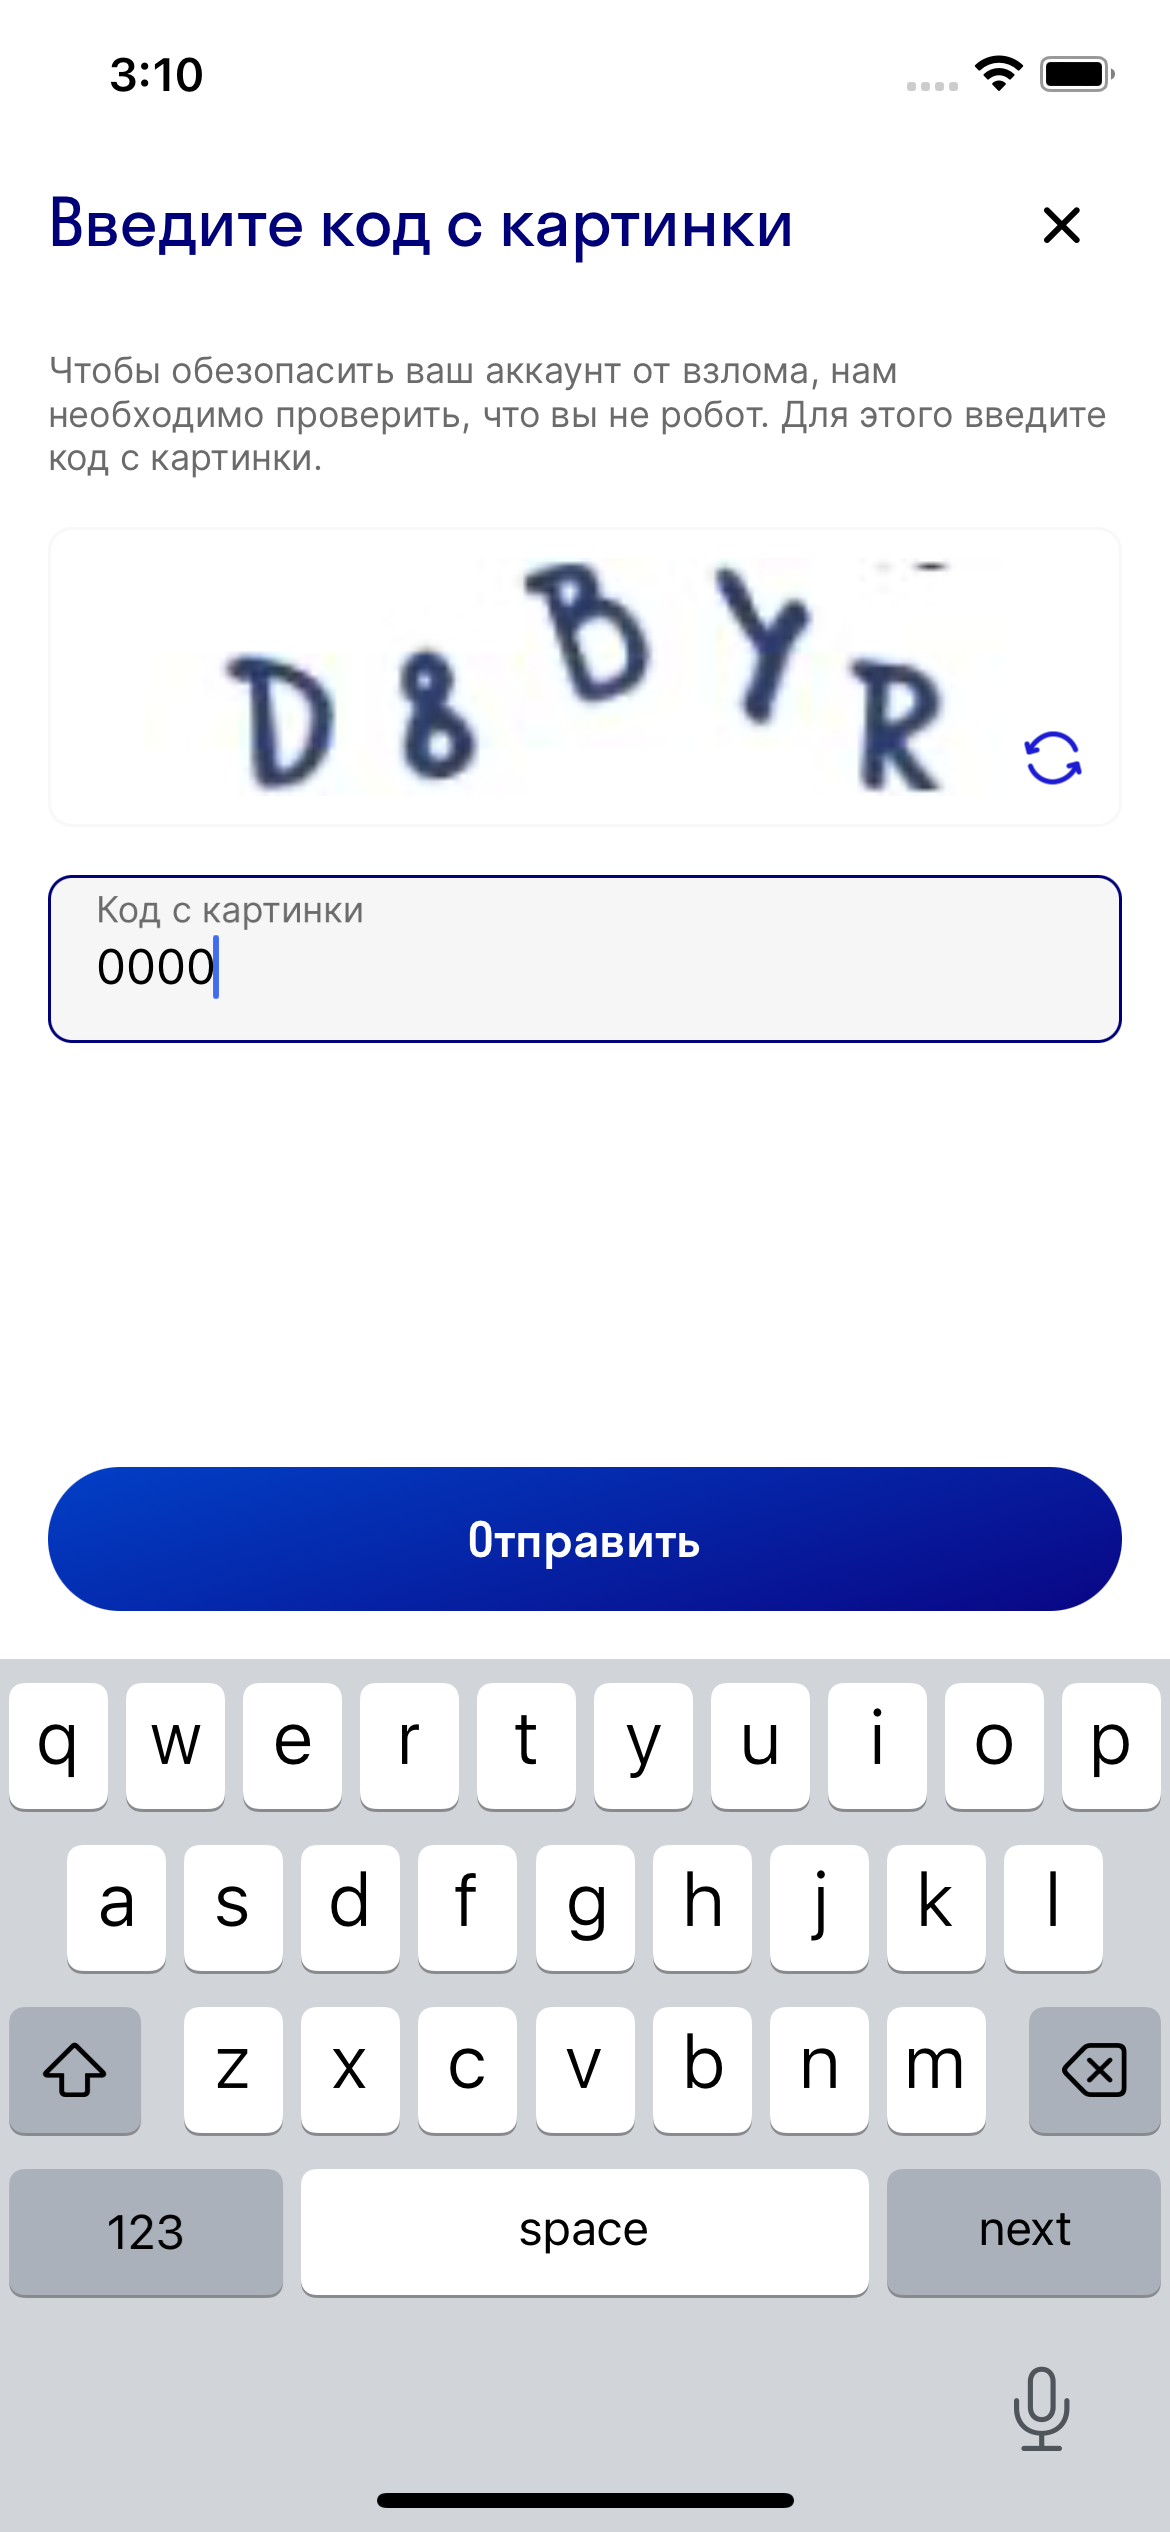 3:10
Введите код с картинки
Чтобы обезопасить ваш аккаунт от взлома, нам
необходимо проверить, что вы не робот. Для этого введите
код с картинки.
D8BYR
Код с картинки
0000
Отправить
q w e r t y u i o p
a s d f g h j k l
z x c v b n m
123 space next